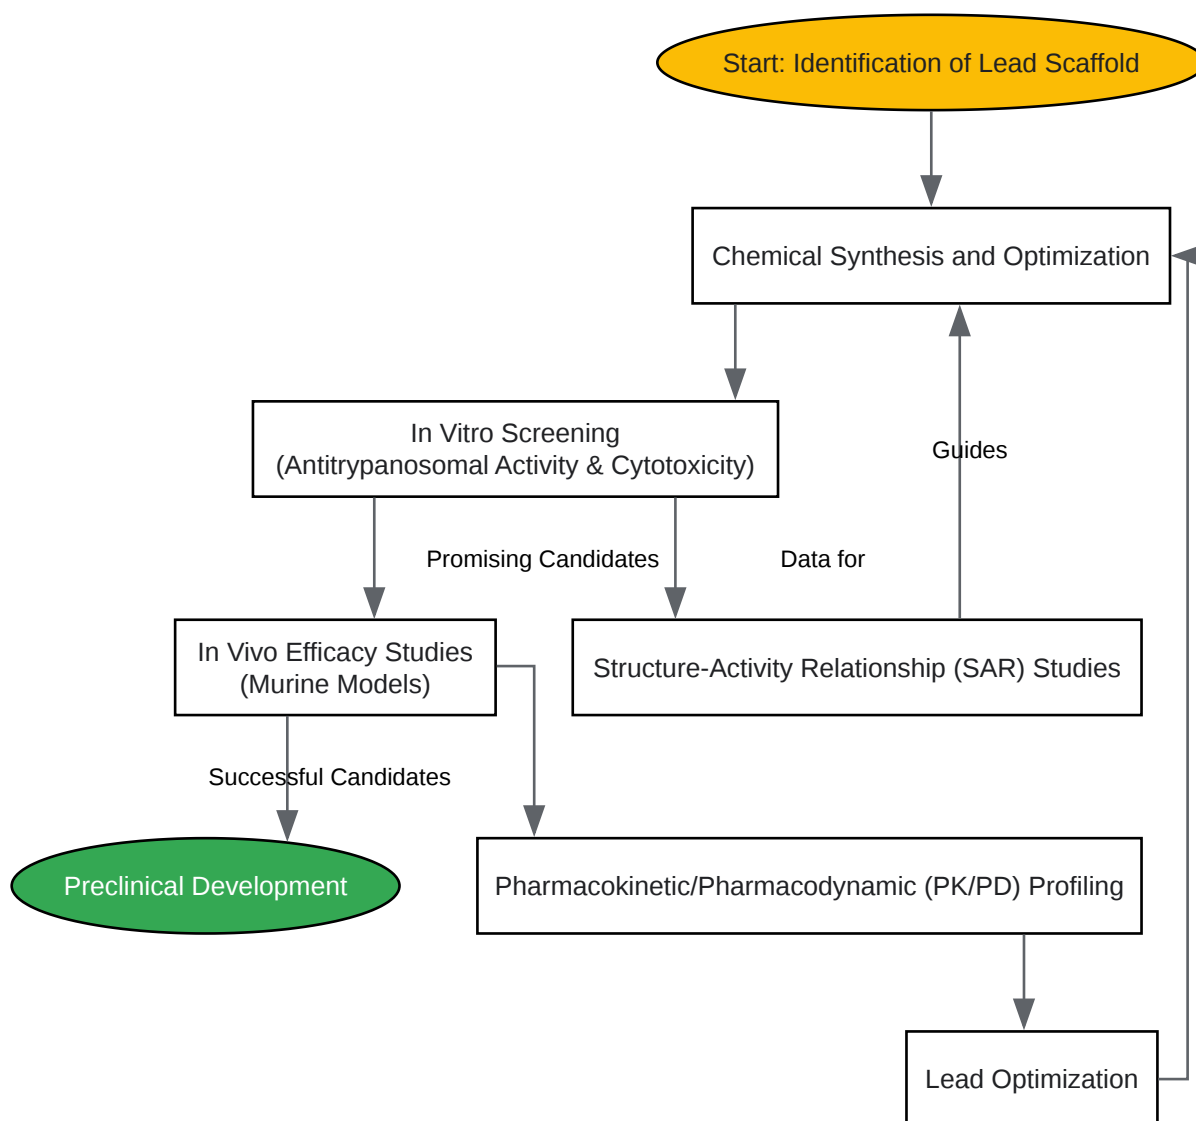 Start: Identification of Lead Scaffold
Chemical Synthesis and Optimization
In Vitro Screening
(Antitrypanosomal Activity & Cytotoxicity)
Guides
Promising Candidates
Data for
In Vivo Efficacy Studies
(Murine Models)
Structure-Activity Relationship (SAR) Studies
Successful Candidates
Preclinical Development
Pharmacokinetic/Pharmacodynamic (PK/PD) Profiling
Lead Optimization